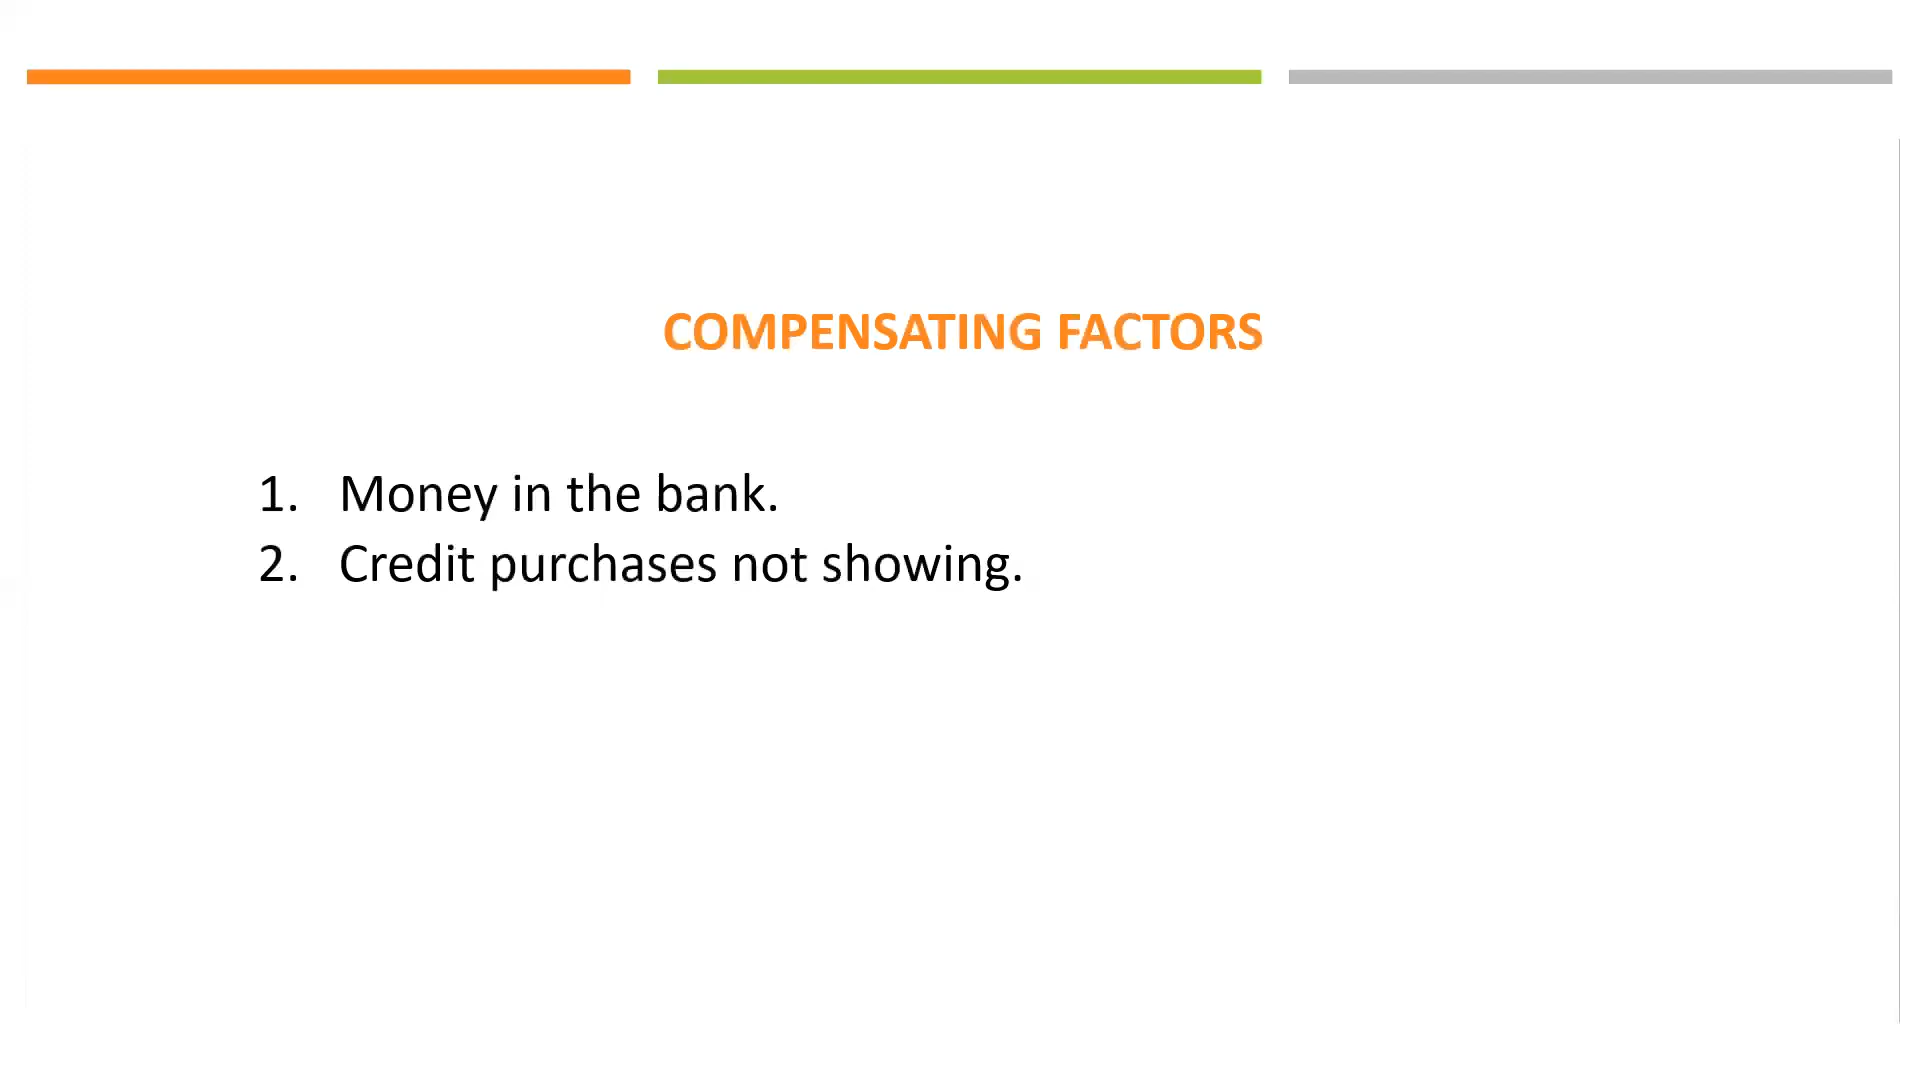 COMPENSATING FACTORS
1. Money in the bank.
2. Credit purchases not showing.